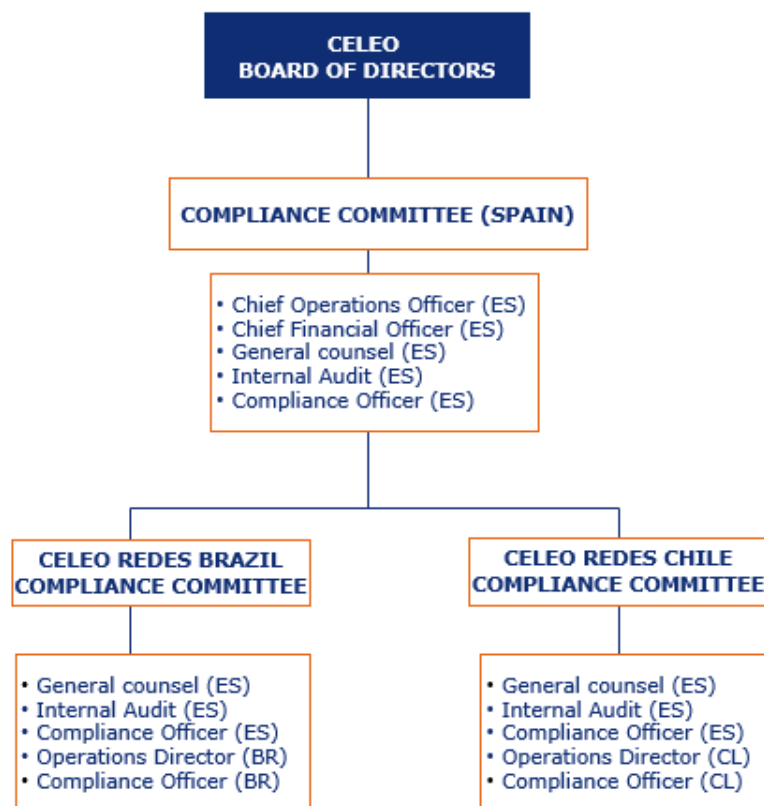 CELEO
BOARD OF DIRECTORS
COMPLIANCE COMMITTEE (SPAIN)
• Chief Operations Officer (ES)
• Chief Financial Officer (ES)
• General counsel (ES)
• Internal Audit (ES)
• Compliance Officer (ES)
CELEO REDES BRAZIL
COMPLIANCE COMMITTEE
• General counsel (ES)
• Internal Audit (ES)
• Compliance Officer (ES)
• Operations Director (BR)
• Compliance Officer (BR)
CELEO REDES CHILE
COMPLIANCE COMMITTEE
• General counsel (ES)
• Internal Audit (ES)
• Compliance Officer (ES)
• Operations Director (CL)
• Compliance Officer (CL)